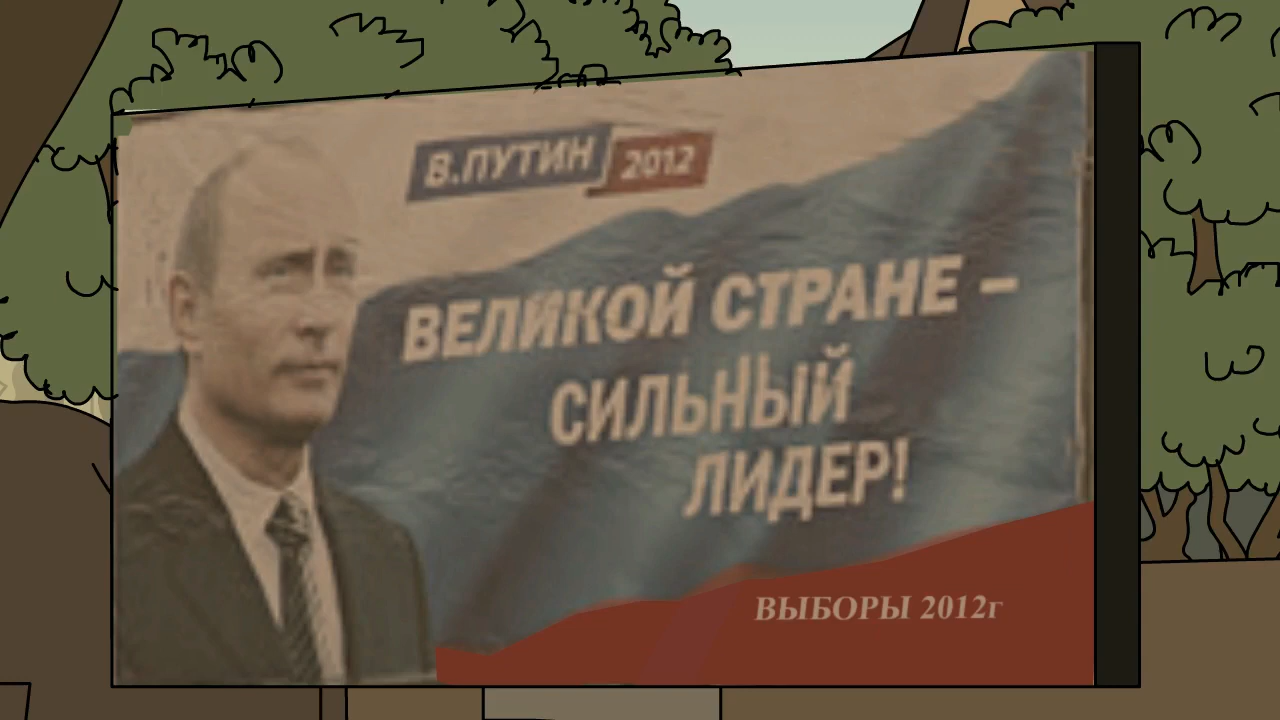 В.ПУТИН 2012
ВЕЛИКОЙ СТРАНЕ –
СИЛЬНЫЙ
ЛИДЕР!
ВЫБОРЫ 2012г